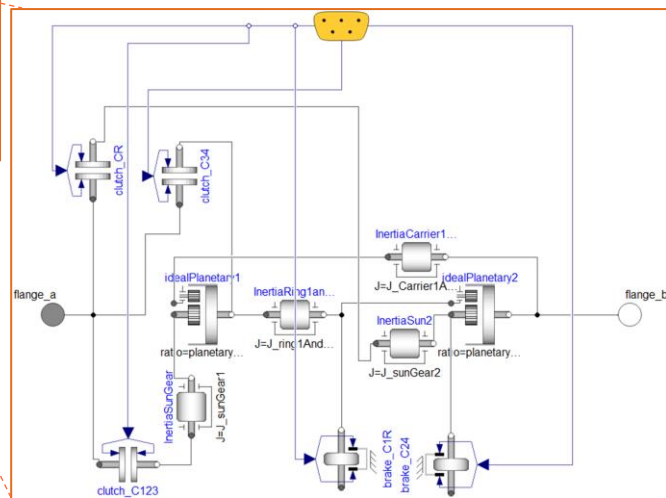 clutch_CR
clutch_C34
InertiaCarrier1...
J=J_Carrier1A...
flange_a
idealPlanetary1
InertiaRing1an...
idealPlanetary2
flange_b
InertiaSun2
ratio=planetary...
J=J_ring1And...
ratio=planetary...
J=J_sunGear2
InertiaSunGear
J=J_sunGear1
brake_C1R
brake_C24
clutch_C123